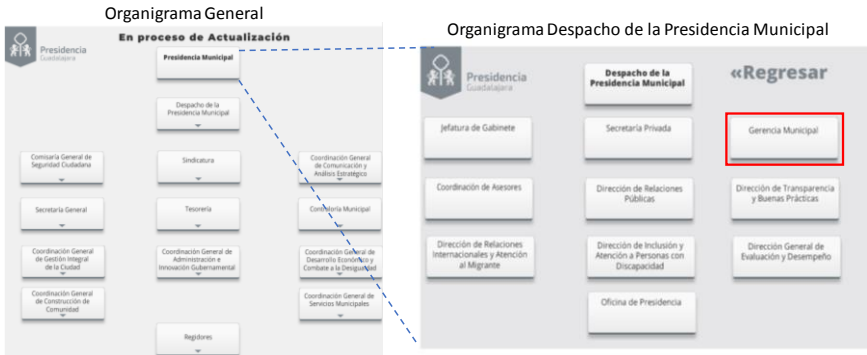 Organigrama General
En proceso de Actualización
Presidencia
Guadalajara
Presidencia Municipal
Despacho de la
Presidencia Municipal
Comisaría General de
Seguridad Ciudadana
Sindicatura
Coordinación General
de Comunicación y
Análisis Estratégico
Secretaría General
Tesorería
Contraloría Municipal
Coordinación General
de Gestión Integral
de la Ciudad
Coordinación General de
Administración e
Innovación Gubernamental
Coordinación General de
Desarrollo Económico y
Combate a la Desigualdad
Coordinación General
de Construcción de
Comunidad
Coordinación General de
Servicios Municipales
Regidores
Organigrama Despacho de la Presidencia Municipal
Presidencia
Guadalajara
Despacho de la
Presidencia Municipal
«Regresar
Jefatura de Gabinete
Secretaría Privada
Gerencia Municipal
Coordinación de Asesores
Dirección de Relaciones
Públicas
Dirección de Transparencia
y Buenas Prácticas
Dirección de Relaciones
Internacionales y Atención
al Migrante
Dirección de Inclusión y
Atención a Personas con
Discapacidad
Dirección General de
Evaluación y Desempeño
Oficina de Presidencia